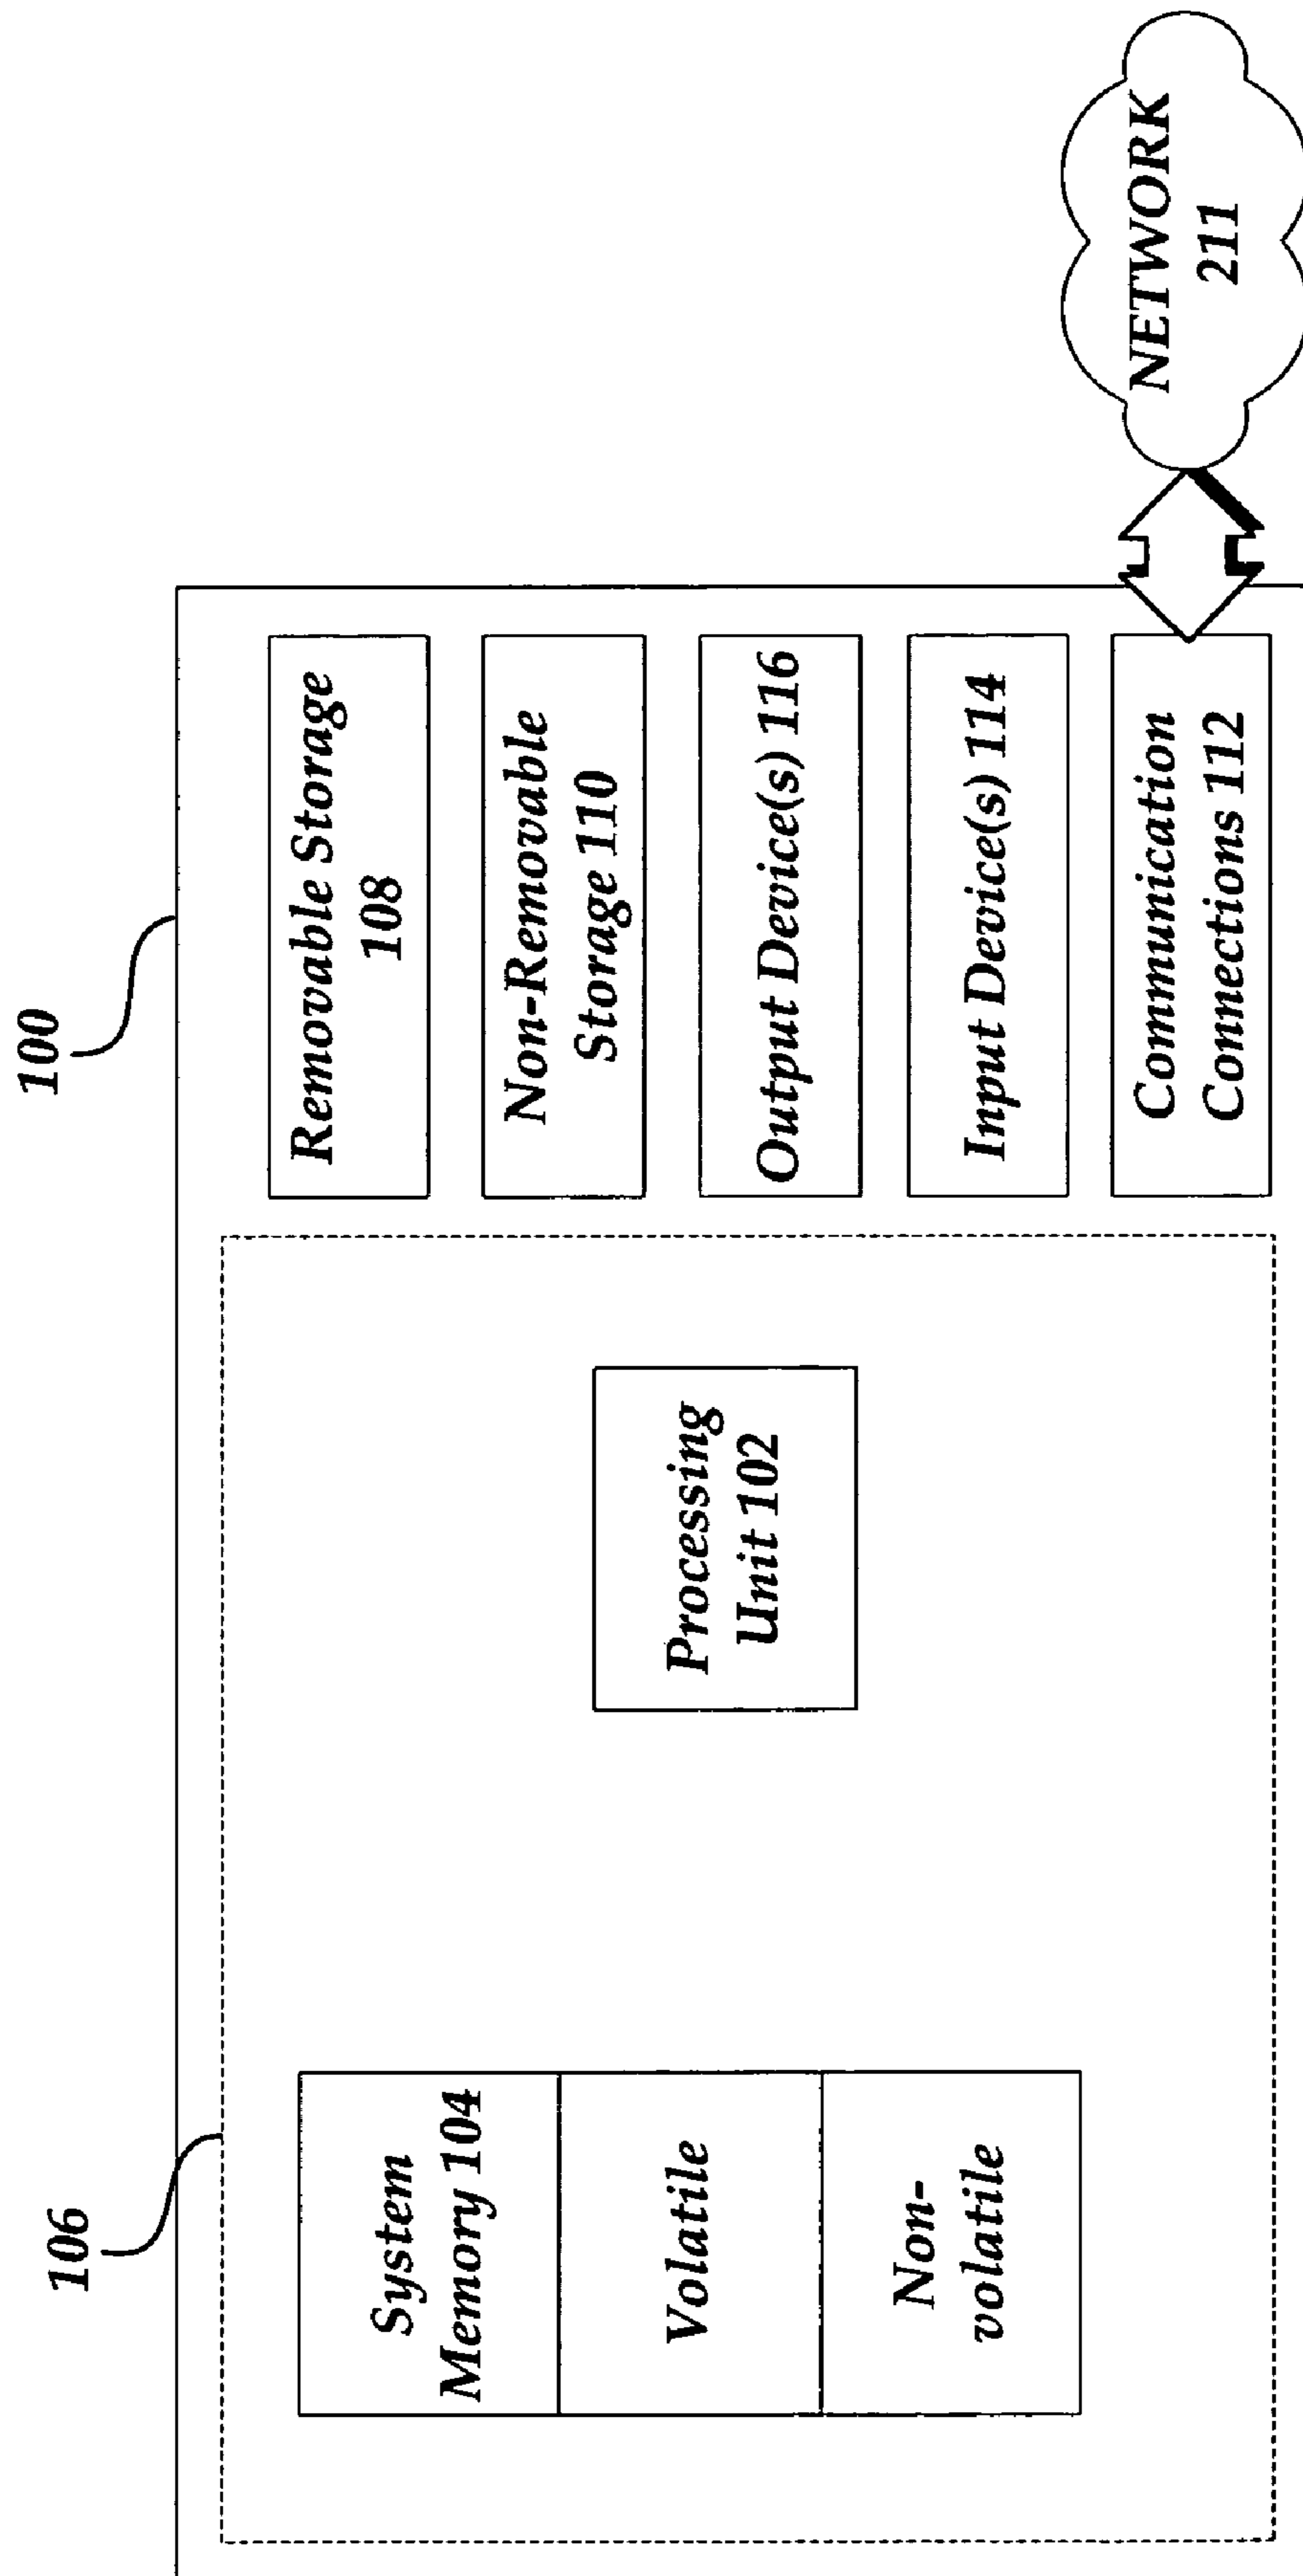 106
100
System
Memory 104
Volatile
Non-
volatile
Processing
Unit 102
Removable Storage
108
Non-Removable
Storage 110
Output Device(s) 116
Input Device(s) 114
Communication
Connections 112
NETWORK
211